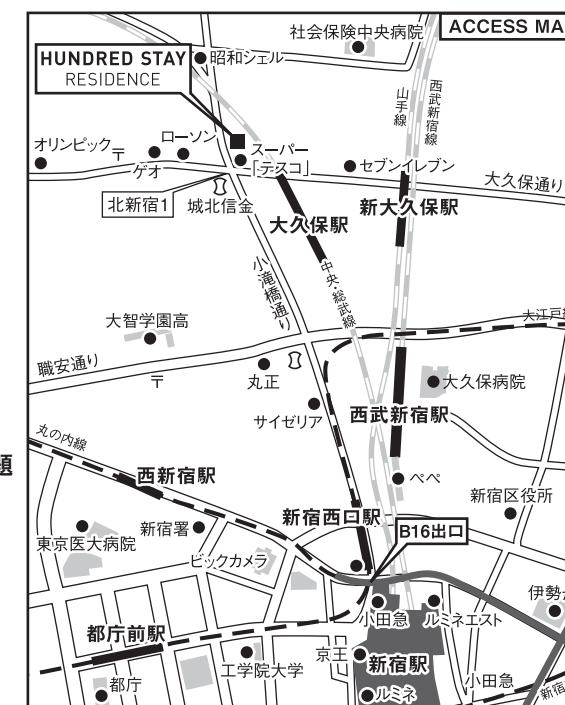 社会保険中央病院
ACCESS MA
HUNDRED STAY
RESIDENCE
昭和シェル
山手線
西武新宿線
オリンピック
〒
ローソン
ゲオ
スーパー
「テスコ」
セブンイレブン
大久保通り
北新宿1
城北信金
大久保駅
新大久保駅
小滝橋通り
中央・総武線
大智学園高
大江戸線
職安通り
〒
丸正
大久保病院
サイゼリア
西武新宿駅
丸の内線
題
西新宿駅
ぺぺ
新宿区役所
新宿西口駅
新宿署
B16出口
東京医大病院
ビックカメラ
小田急
ルミネエスト
伊勢
都庁前駅
工学院大学
京王
新宿駅
小田急
都庁
ルミネ
新宿